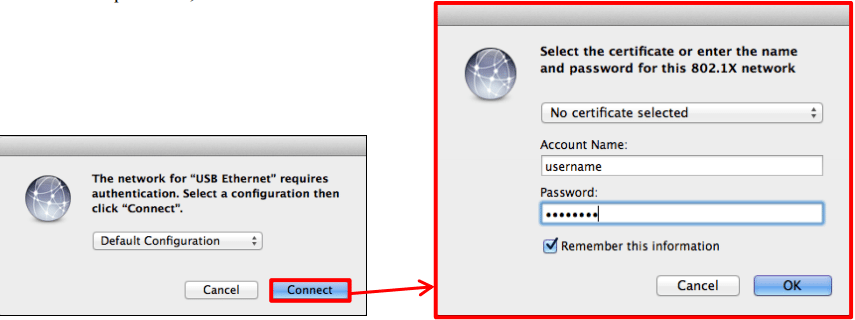 The network for “USB Ethernet” requires
authentication. Select a configuration then
click “Connect”.
Default Configuration
Cancel
Connect
Select the certificate or enter the name
and password for this 802.1X network
No certificate selected
Account Name:
username
Password:
••••••••
Remember this information
Cancel
OK